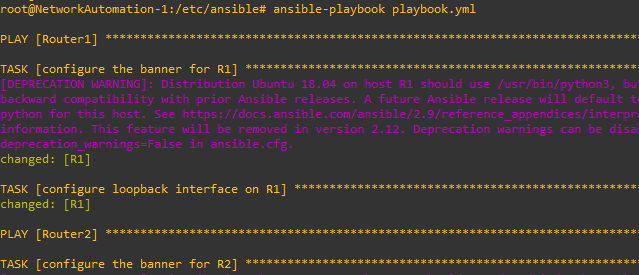 root@NetworkAutomation-1:/etc/ansible# ansible-playbook playbook.yml
PLAY [Router1] *******************************************************************
TASK [configure the banner for R1] ***********************************************
[DEPRECATION WARNING]: Distribution Ubuntu 18.04 on host R1 should use /usr/bin/python3, bu
backward compatibility with prior Ansible releases. A future Ansible release will default t
python for this host. See https://docs.ansible.com/ansible/2.9/reference_appendices/interpr
information. This feature will be removed in version 2.12. Deprecation warnings can be disa
deprecation_warnings=False in ansible.cfg.
changed: [R1]
TASK [configure loopback interface on R1] ****************************************
changed: [R1]
PLAY [Router2] *******************************************************************
TASK [configure the banner for R2] ***********************************************